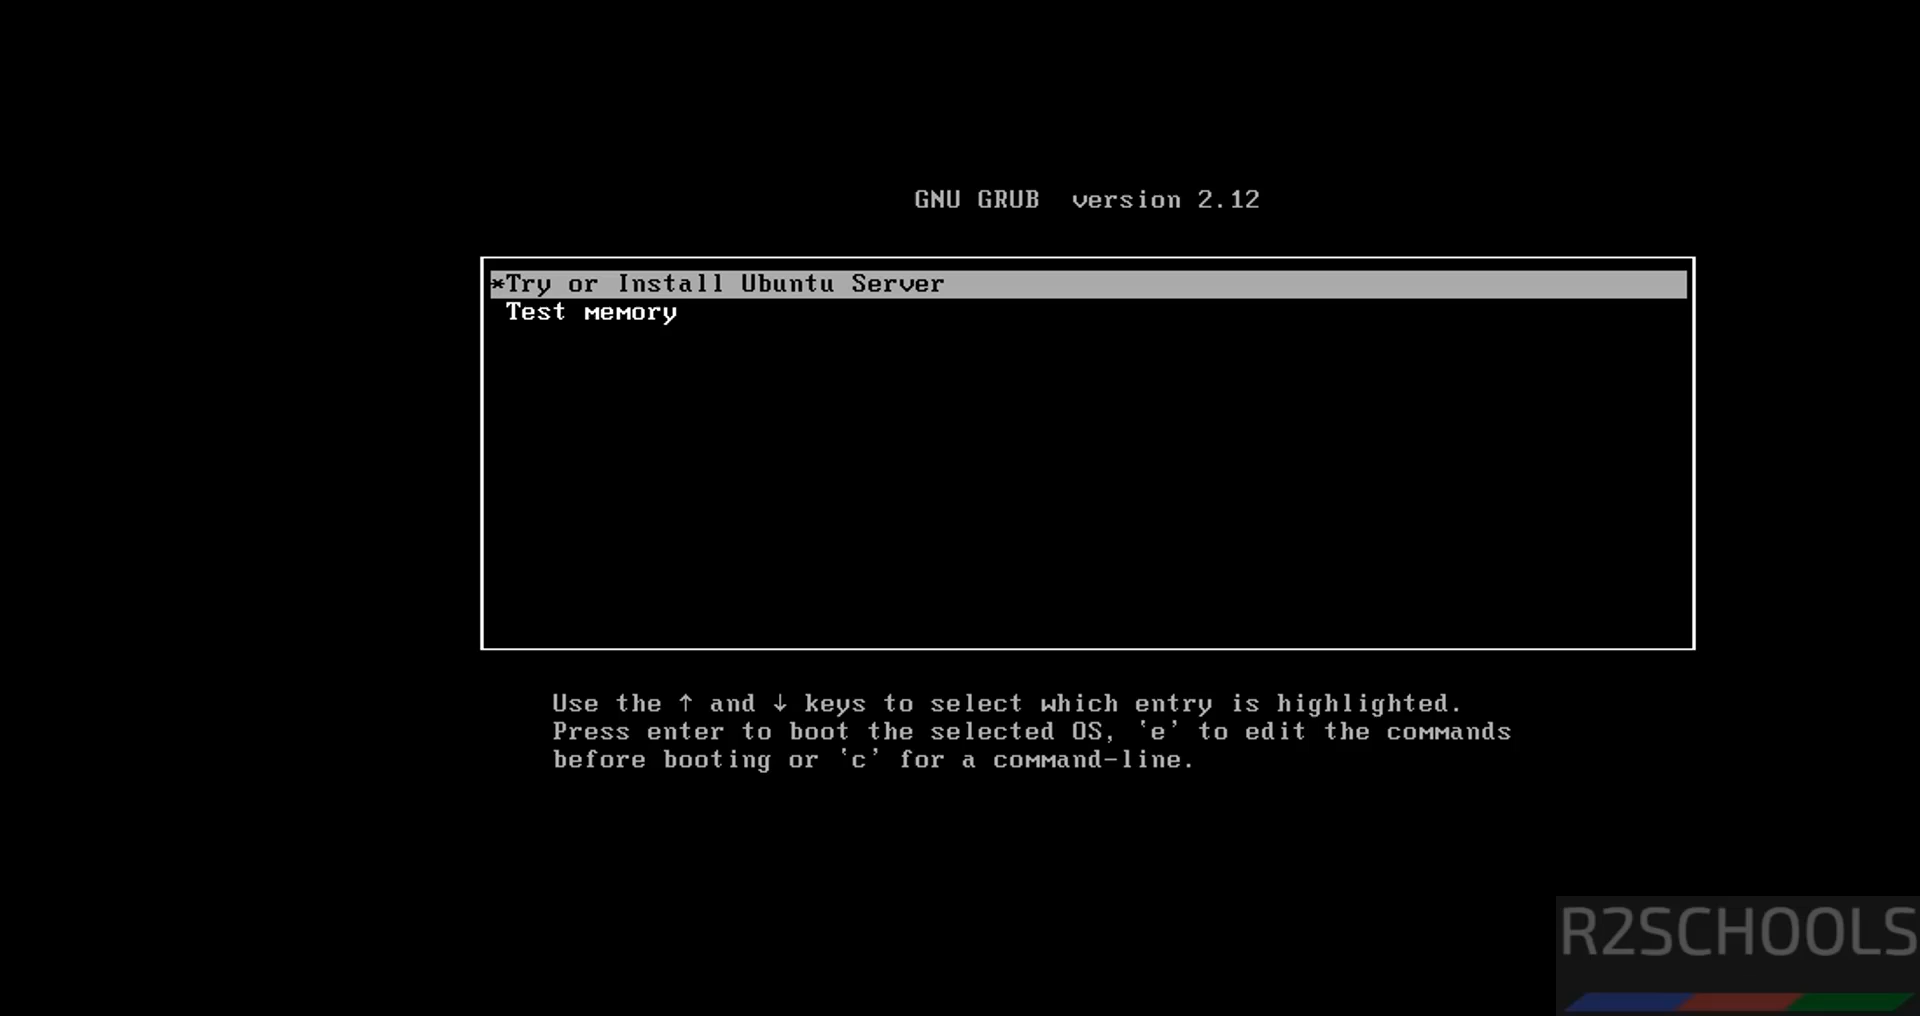 GNU GRUB  version 2.12
*Try or Install Ubuntu Server
Test memory
Use the ↑ and ↓ keys to select which entry is highlighted.
Press enter to boot the selected OS, `e' to edit the commands
before booting or `c' for a command-line.
R2SCHOOLS